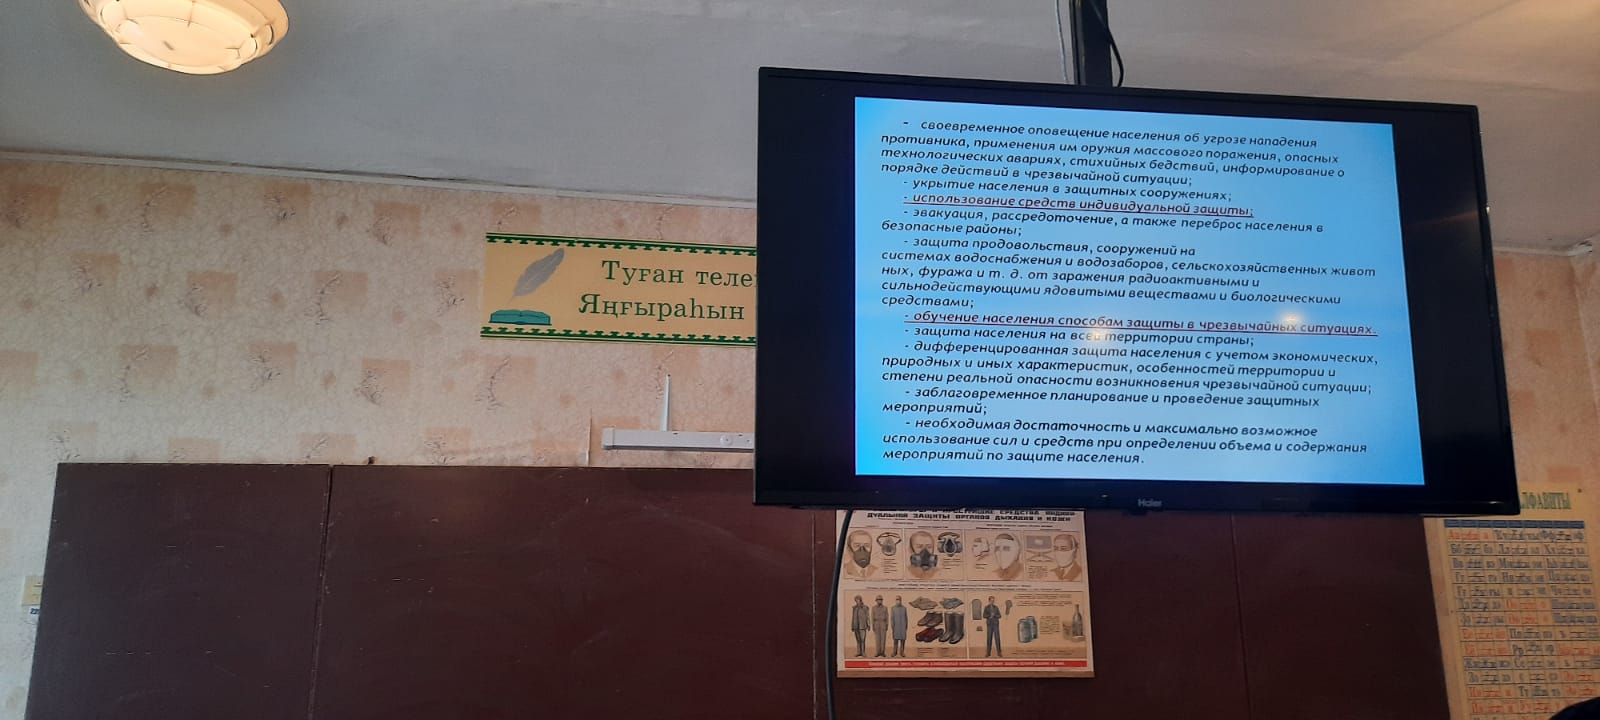 - своевременное оповещение населения об угрозе нападения
противника, применения им оружия массового поражения, опасных
технологических авариях, стихийных бедствий, информирование о
порядке действий в чрезвычайной ситуации;
- укрытие населения в защитных сооружениях;
- использование средств индивидуальной защиты;
- эвакуация, рассредоточение, а также переброс населения в
безопасные районы;
- защита продовольствия, сооружений на
системах водоснабжения и водозаборов, сельскохозяйственных живот
ных, фуража и т. д. от заражения радиоактивными и
сильнодействующими ядовитыми веществами и биологическими
средствами;
- обучение населения способам защиты в чрезвычайных ситуациях.
- защита населения на всей территории страны;
- дифференцированная защита населения с учетом экономических,
природных и иных характеристик, особенностей территории и
степени реальной опасности возникновения чрезвычайной ситуации;
- заблаговременное планирование и проведение защитных
мероприятий;
- необходимая достаточность и максимально возможное
использование сил и средств при определении объема и содержания
мероприятий по защите населения.
Haier
Туған теле
Яңғыраһын
ДУАЛЬНОЙ ЗАЩИТЫ ОРГАНОВ ДЫХАНИЯ И КОЖИ